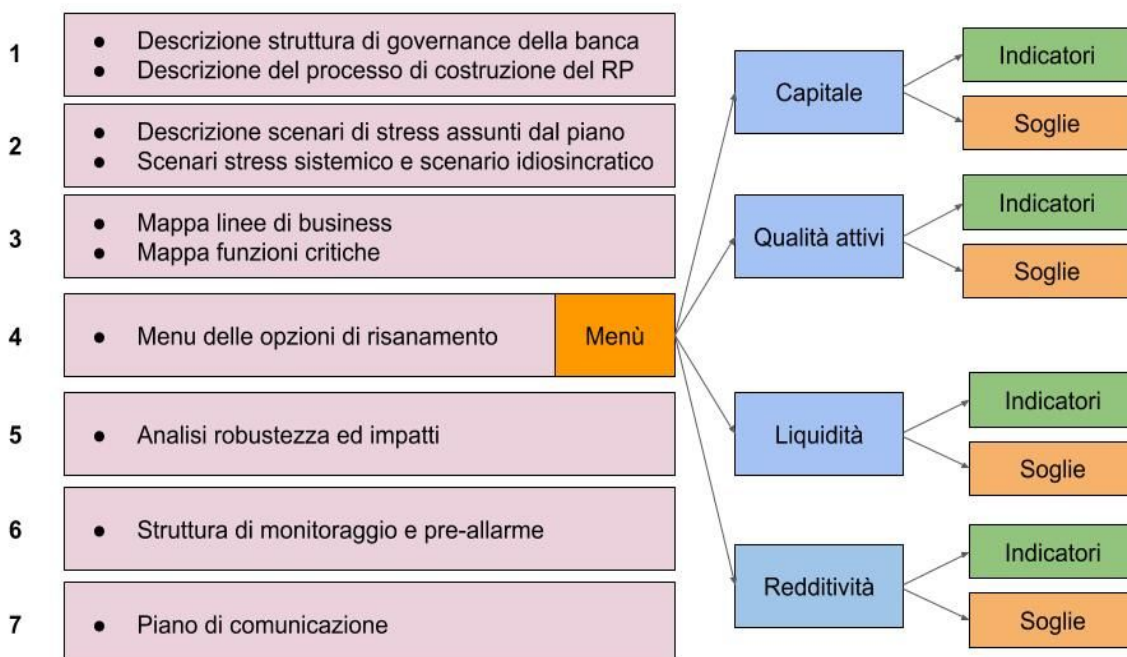 1
● Descrizione struttura di governance della banca
● Descrizione del processo di costruzione del RP
2
● Descrizione scenari di stress assunti dal piano
● Scenari stress sistemico e scenario idiosincratico
3
● Mappa linee di business
● Mappa funzioni critiche
4
● Menu delle opzioni di risanamento
Menù
5
● Analisi robustezza ed impatti
6
● Struttura di monitoraggio e pre-allarme
7
● Piano di comunicazione
Capitale
Indicatori
Soglie
Qualità attivi
Indicatori
Soglie
Liquidità
Indicatori
Soglie
Redditività
Indicatori
Soglie